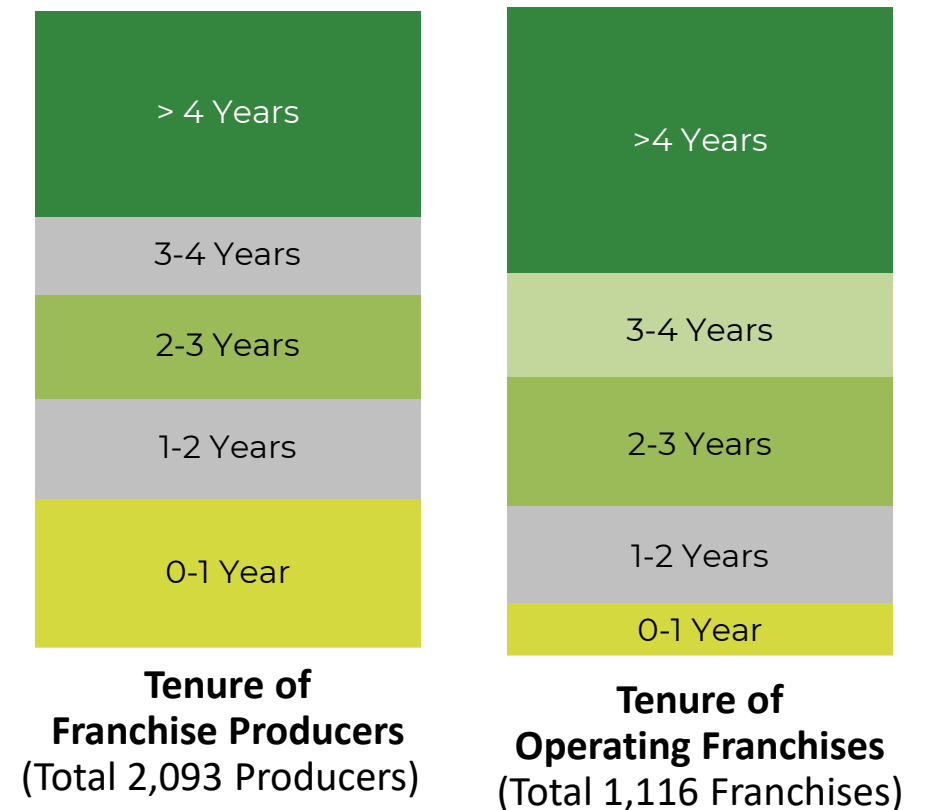 > 4 Years
3-4 Years
2-3 Years
1-2 Years
0-1 Year
Tenure of
Franchise Producers
(Total 2,093 Producers)
>4 Years
3-4 Years
2-3 Years
1-2 Years
0-1 Year
Tenure of
Operating Franchises
(Total 1,116 Franchises)